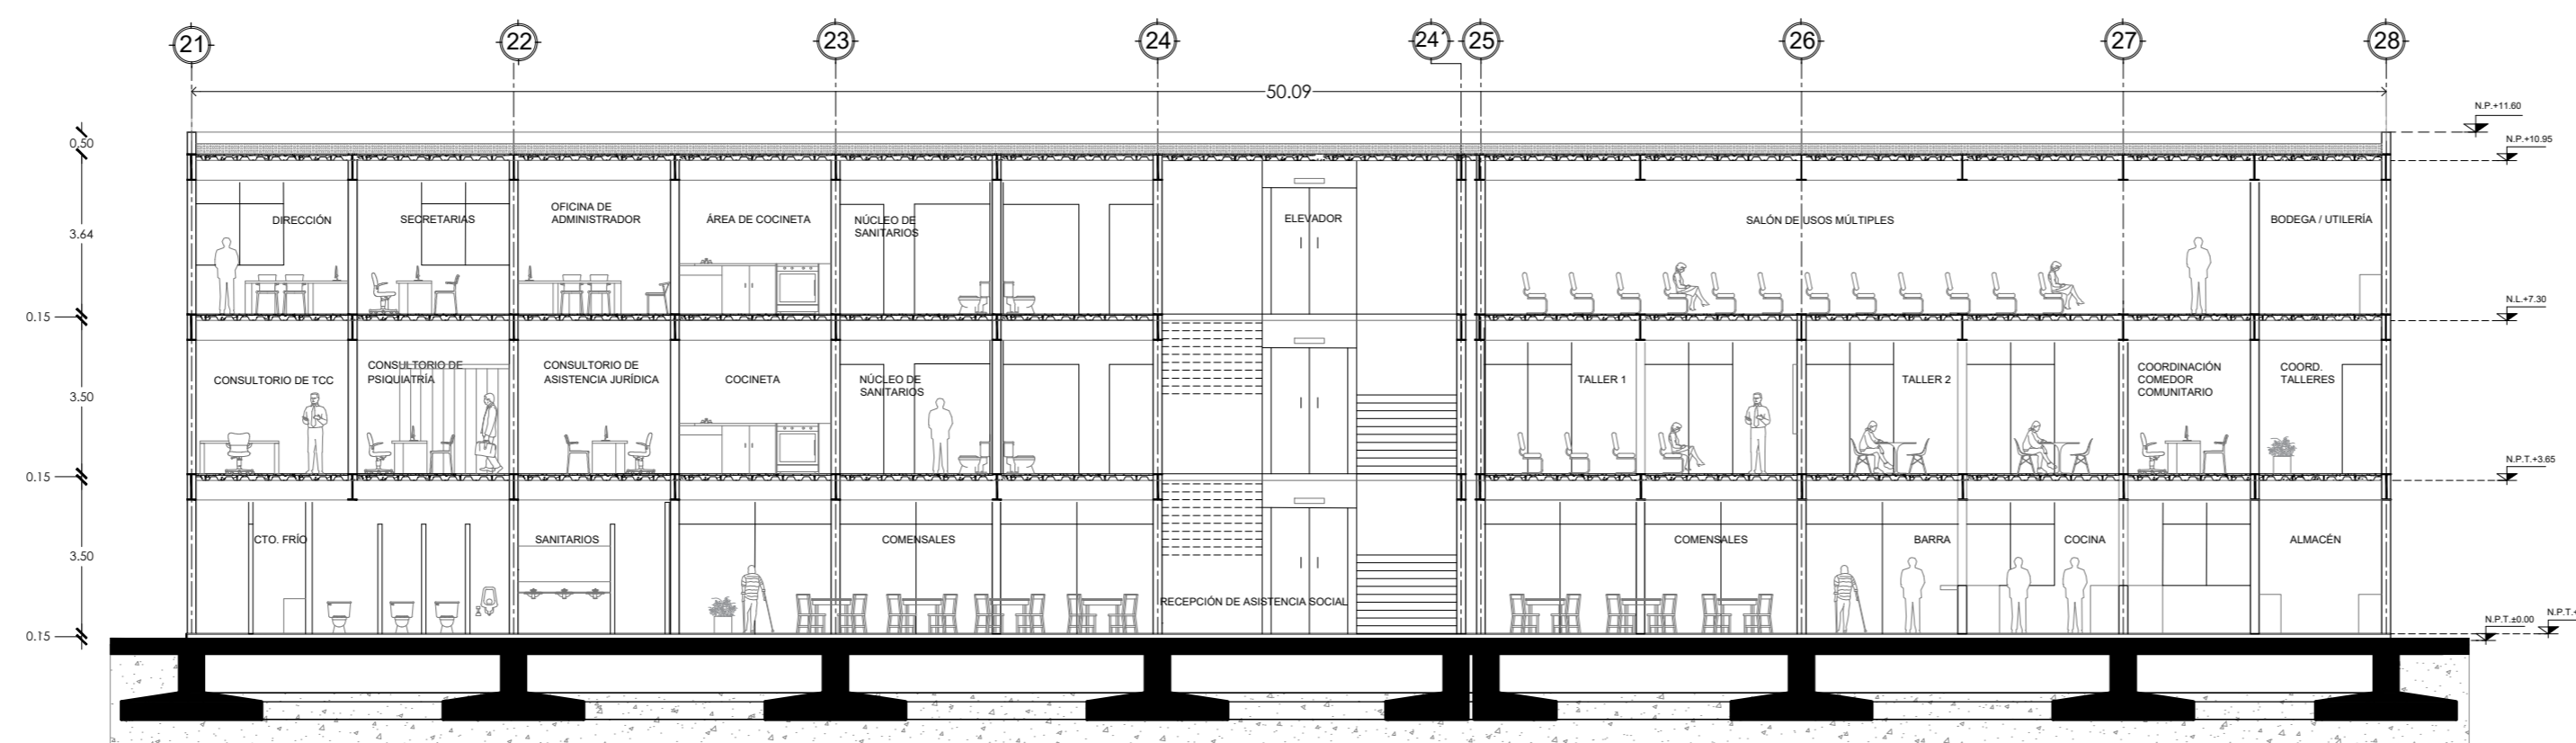 21
22
23
24
24'
25
26
27
28
50.09
N.P.+11.60
0.50
N.P.+10.95
3.64
DIRECCIÓN
SECRETARIAS
OFICINA DE
ADMINISTRADOR
ÁREA DE COCINETA
NÚCLEO DE
SANITARIOS
ELEVADOR
SALÓN DE USOS MÚLTIPLES
BODEGA / UTILERÍA
0.15
N.L.+7.30
3.50
CONSULTORIO DE TCC
CONSULTORIO DE
PSIQUIATRÍA
CONSULTORIO DE
ASISTENCIA JURÍDICA
COCINETA
NÚCLEO DE
SANITARIOS
TALLER 1
TALLER 2
COORDINACIÓN
COMEDOR
COMUNITARIO
COORD.
TALLERES
0.15
N.P.T.+3.65
3.50
CTO. FRÍO
SANITARIOS
COMENSALES
RECEPCIÓN DE ASISTENCIA SOCIAL
COMENSALES
BARRA
COCINA
ALMACÉN
0.15
N.P.T.±0.00
N.P.T.